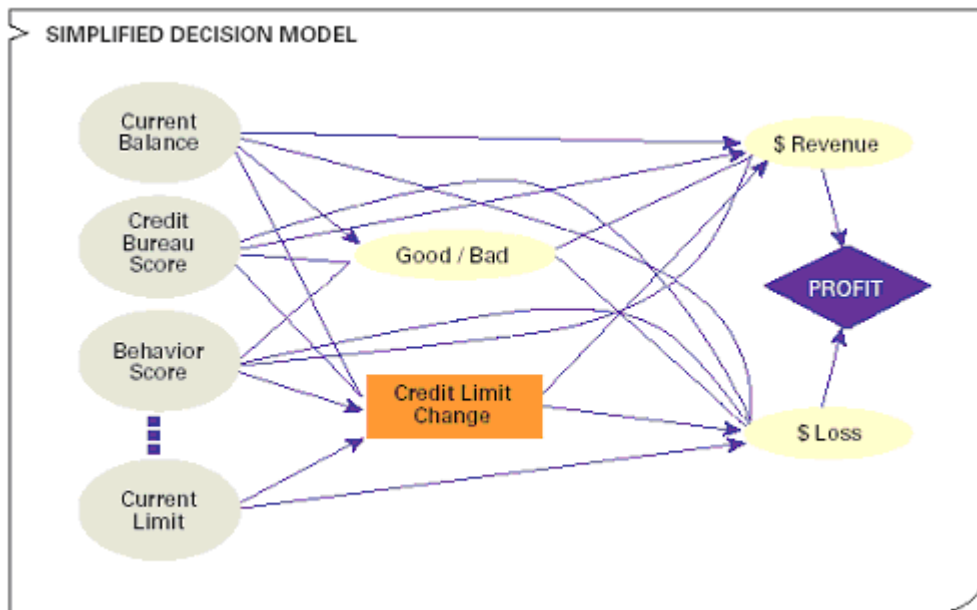 SIMPLIFIED DECISION MODEL
Current
Balance
$ Revenue
Credit
Bureau
Score
Good / Bad
PROFIT
Behavior
Score
Credit Limit
Change
$ Loss
Current
Limit